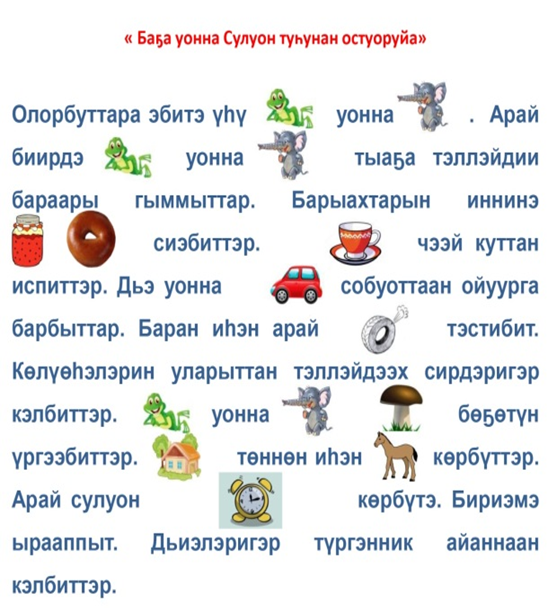 « Баҕа уонна Сулуон туһунан остуоруйа»
Олорбуттара эбитэ үһү уонна . Арай
биирдэ уонна тыаҕа тэллэйдии
бараары гыммыттар. Барыахтарын иннинэ
сиэбиттэр. чээй куттан
испиттэр. Дьэ уонна собуоттаан ойуурга
барбыттар. Баран иһэн арай тэстибит.
Көлүөһэлэрин уларыттан тэллэйдээх сирдэригэр
кэлбиттэр. уонна бөҕөтүн
үргээбиттэр. төннөн иһэн көрбүттэр.
Арай сулуон көрбүтэ. Бириэмэ
ырааппыт. Дьиэлэригэр түргэнник айаннаан
кэлбиттэр.